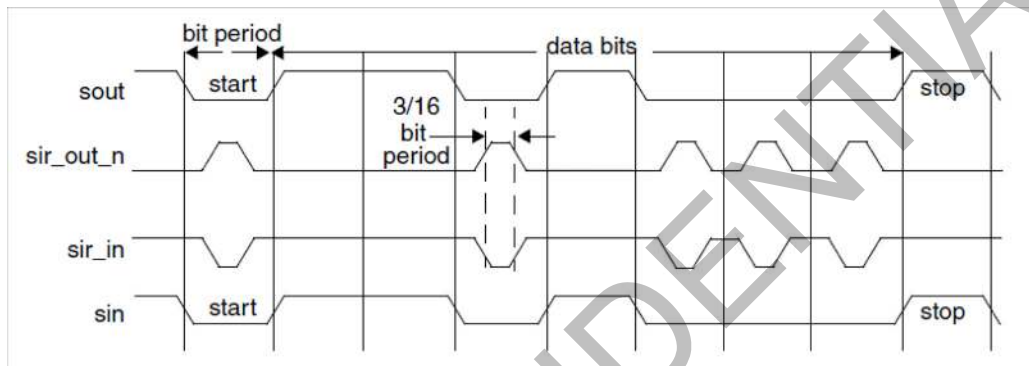 bit period
data bits
sout
start
stop
3/16
bit
period
sir_out_n
sir_in
sin
start
stop